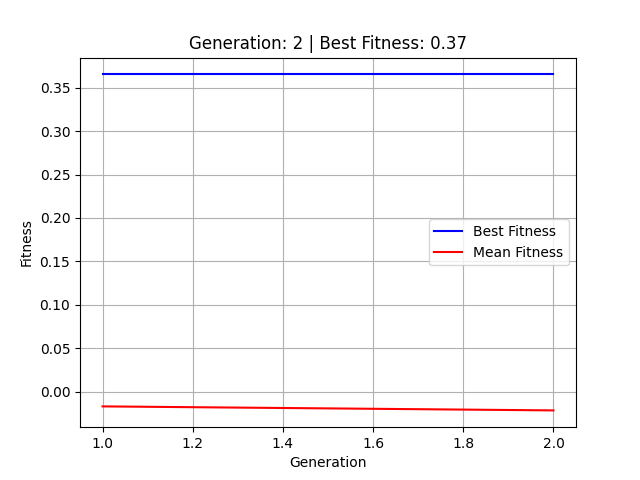 Generation: 2 | Best Fitness: 0.37
Fitness
0.35
0.30
0.25
0.20
0.15
0.10
0.05
0.00
Best Fitness
Mean Fitness
1.0 1.2 1.4 1.6 1.8 2.0
Generation